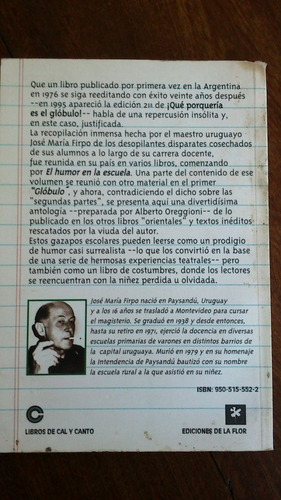 Que un libro publicado por primera vez en la Argentina
en 1976 se siga reeditando con éxito veinte años después
--en 1995 apareció la edición 211 de ¡Qué porquería
es el glóbulo!-- habla de una repercusión insólita y,
en este caso, justificada.
La recopilación inmensa hecha por el maestro uruguayo
José María Firpo de los desopilantes disparates cosechados
de sus alumnos a lo largo de su carrera docente,
fue reunida en su país en varios libros, comenzando
por El humor en la escuela. Una parte del contenido de ese
volumen se reunió con otro material en el primer
"Glóbulo", y ahora, contradiciendo el dicho sobre las
"segundas partes", se presenta aquí una divertidísima
antología --preparada por Alberto Oreggioni-- de lo
publicado en los otros libros "orientales" y textos inéditos
rescatados por la viuda del autor.
Estos gazapos escolares pueden leerse como un prodigio
de humor casi surrealista --lo que los convirtió en la base
de una serie de hermosas experiencias teatrales-- pero
también como un libro de costumbres, donde los lectores
se reencuentran con la niñez perdida u olvidada.
José María Firpo nació en Paysandú, Uruguay
y a los 16 años se trasladó a Montevideo para cursar
el magisterio. Se graduó en 1938 y desde entonces,
hasta su retiro en 1971, ejerció la docencia en diversas
escuelas primarias de varones en distintos barrios de
la capital uruguaya. Murió en 1979 y en su homenaje
la Intendencia de Paysandú bautizó con su nombre
la escuela rural a la que asistió en su niñez.
ISBN: 950-515-552-2
LIBROS DE CAL Y CANTO
EDICIONES DE LA FLOR